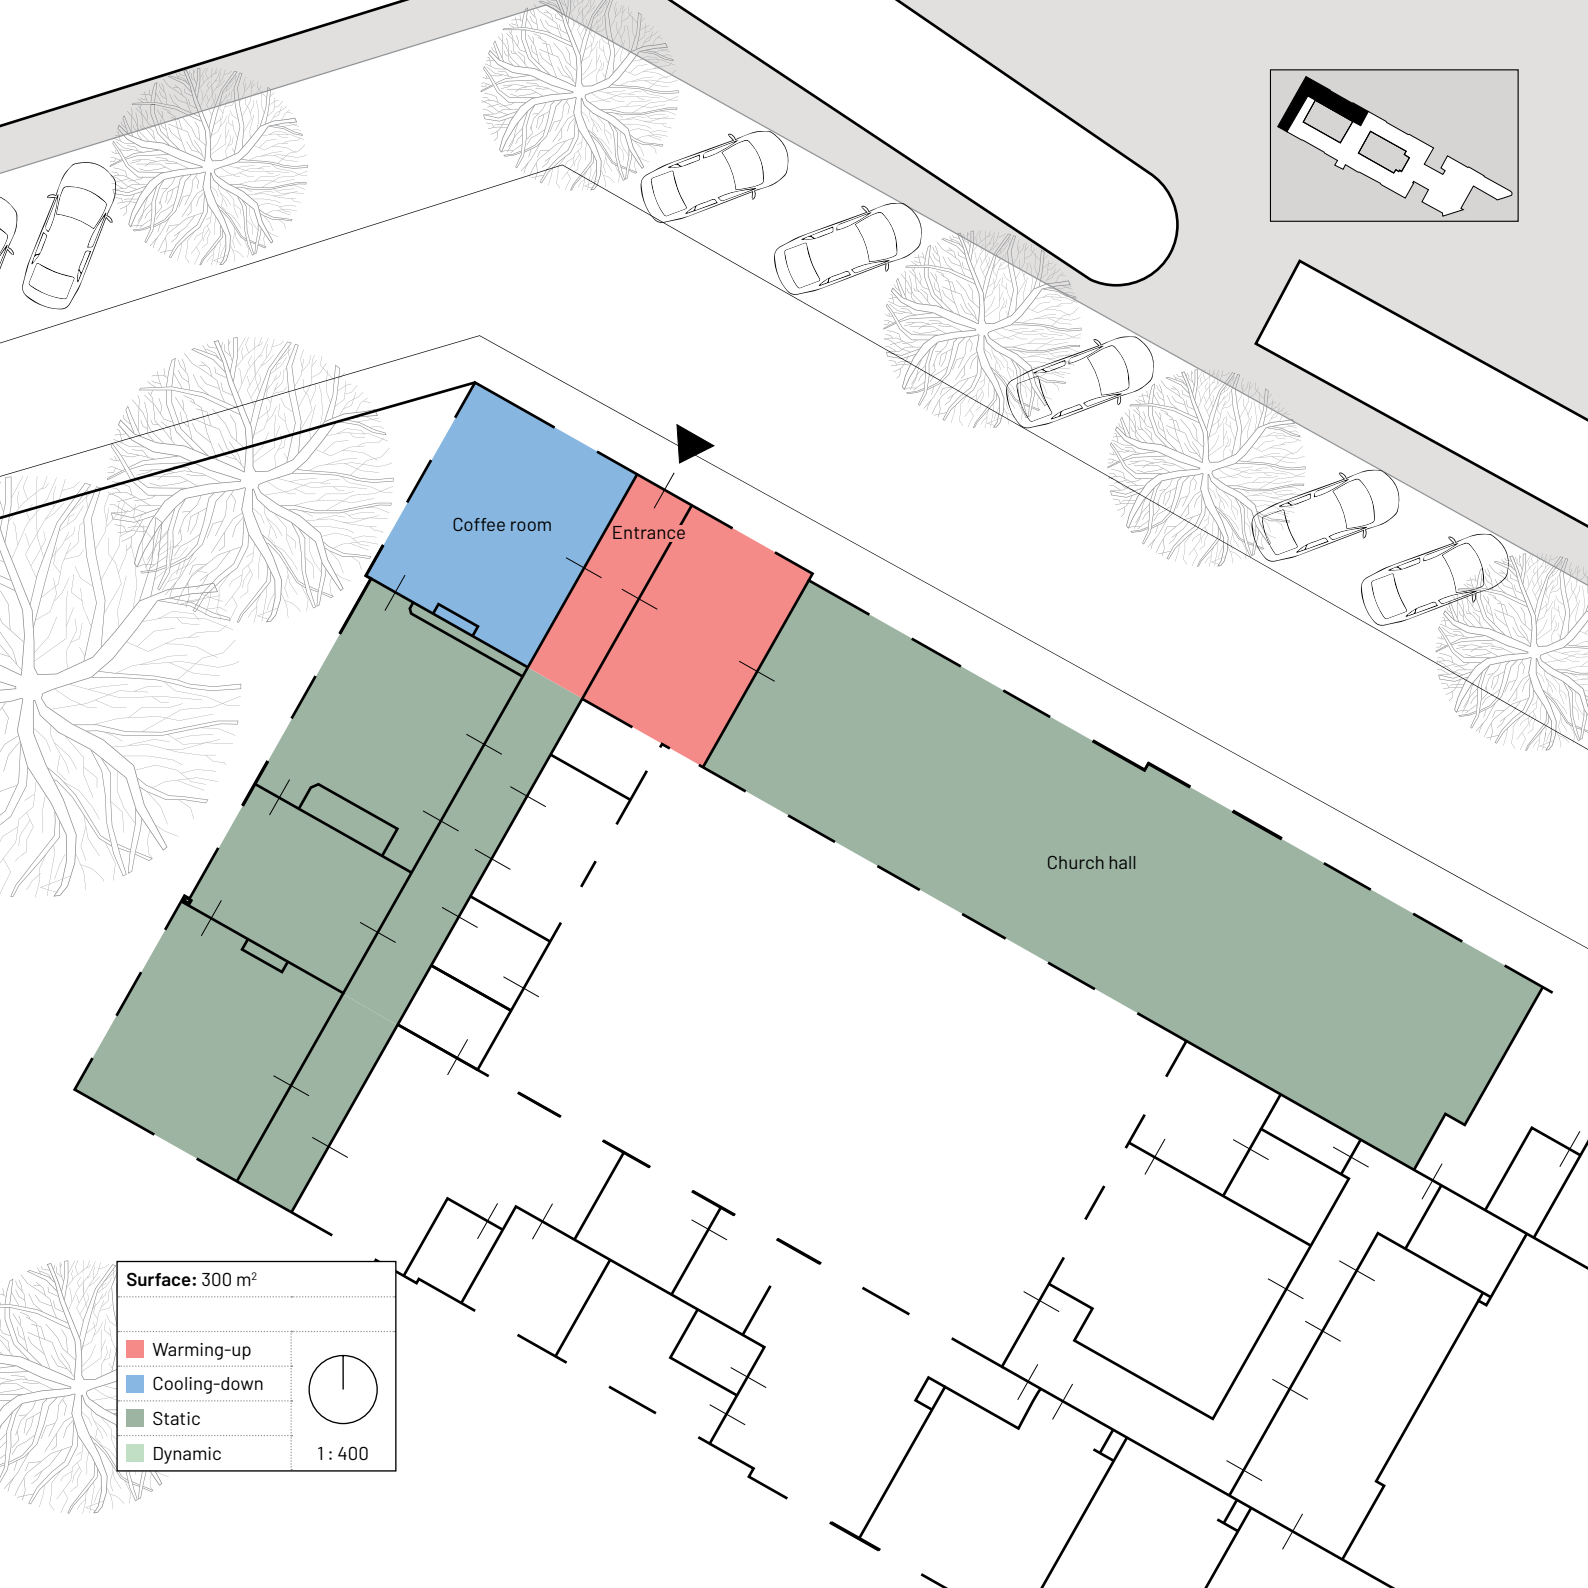 Coffee room
Entrance
Church hall
Surface: 300 m²
Warming-up
Cooling-down
Static
Dynamic
1 : 400